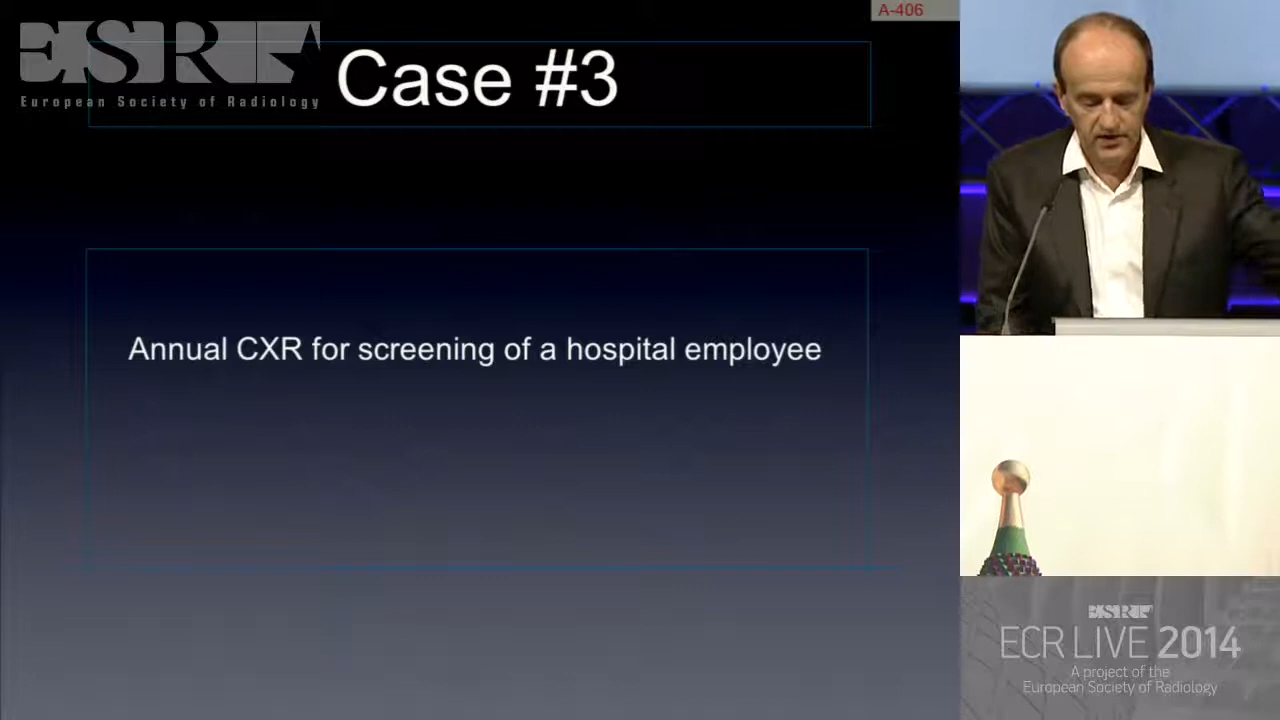 A-406
ESR
European Society of Radiology
Case #3
Annual CXR for screening of a hospital employee
ESR
ECR LIVE 2014
A project of the
European Society of Radiology